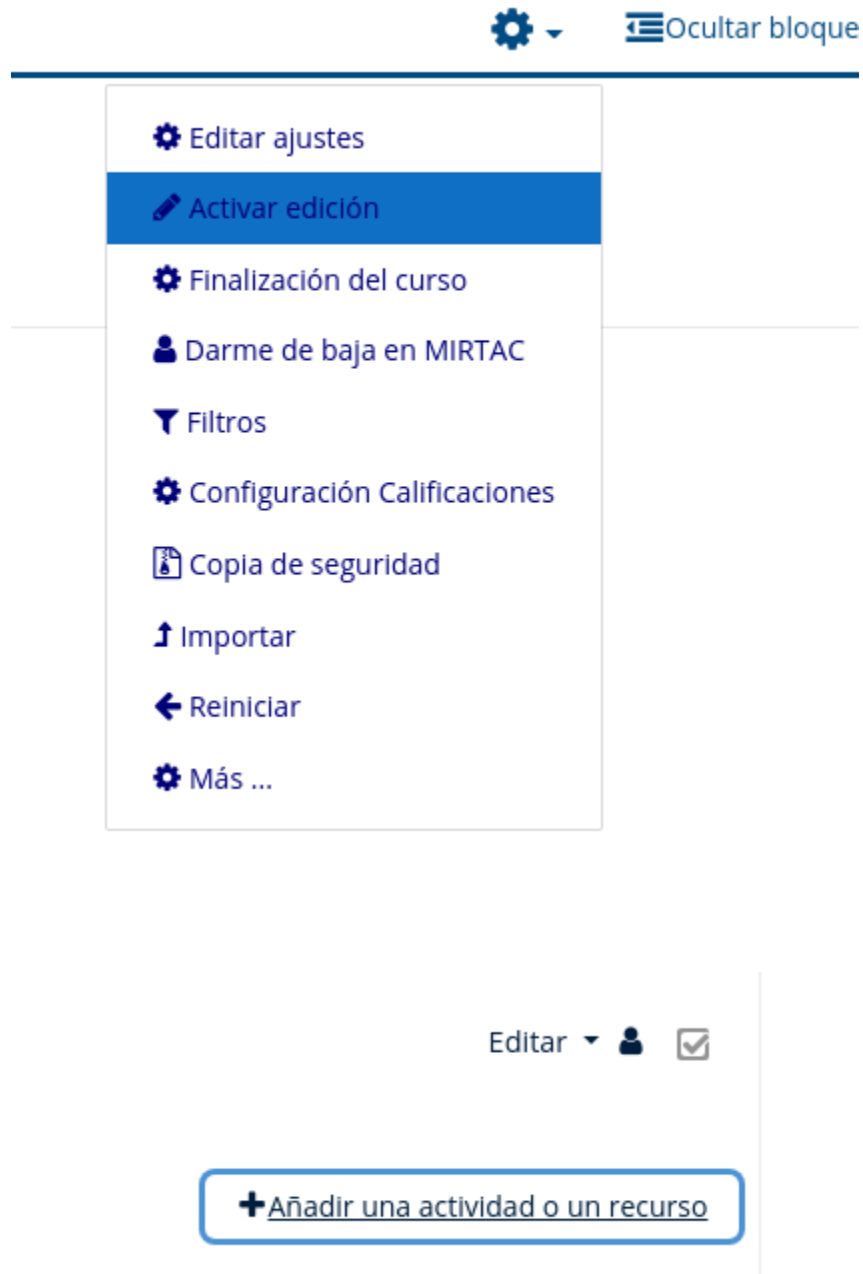 Ocultar bloque
Editar ajustes
Activar edición
Finalización del curso
Darme de baja en MIRTAC
Filtros
Configuración Calificaciones
Copia de seguridad
Importar
Reiniciar
Más ...
Editar
Añadir una actividad o un recurso